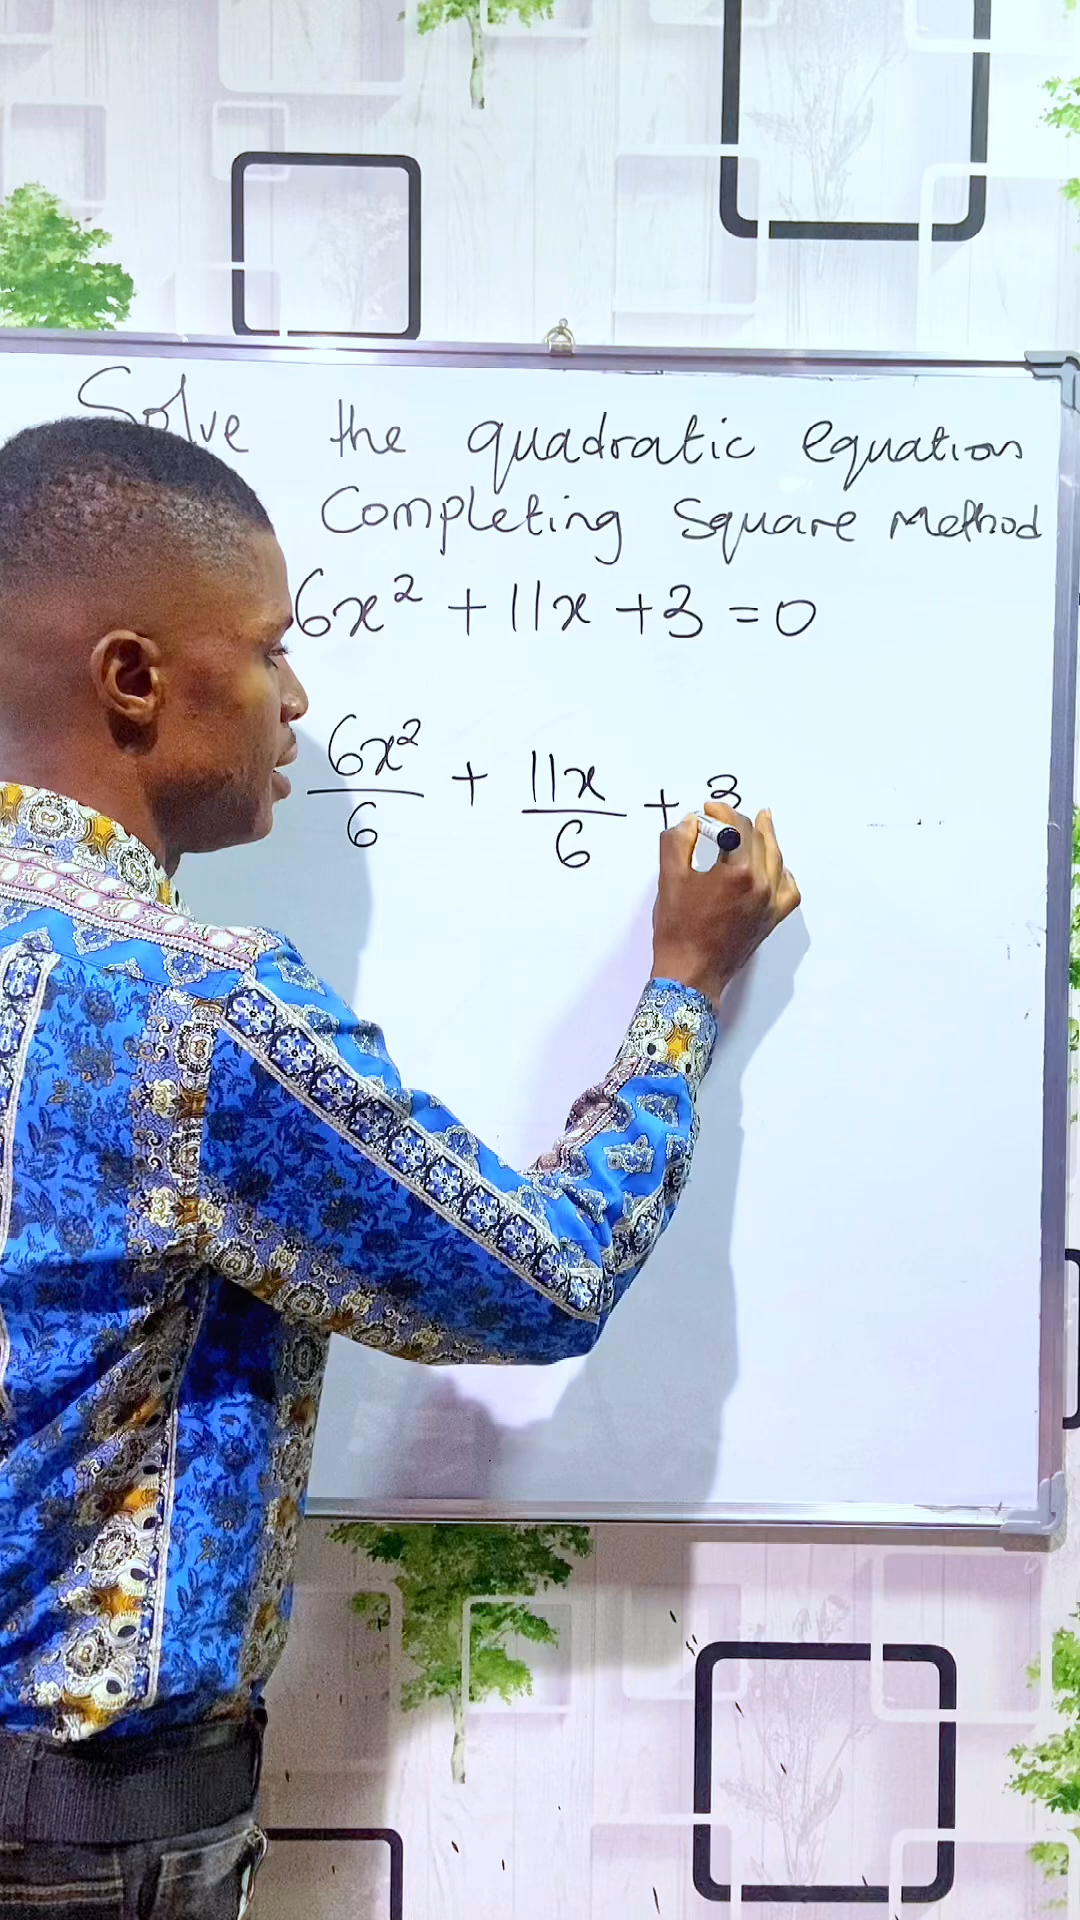 Solve the quadratic equation
Completing Square Method
6x² + 11x + 3 = 0
6x²/6 + 11x/6 + 3